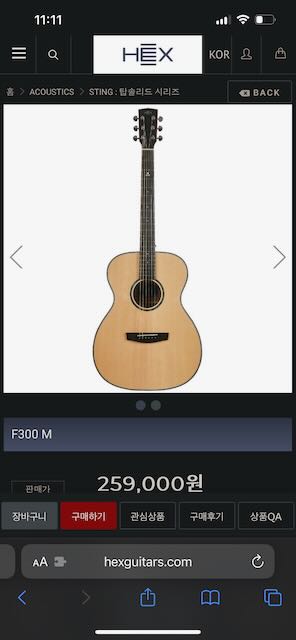 11:11
HEX
KOR
홈 > ACOUSTICS > STING : 탑솔리드 시리즈
BACK
F300 M
판매가
259,000원
장바구니
구매하기
관심상품
구매후기
상품QA
AA
hexguitars.com